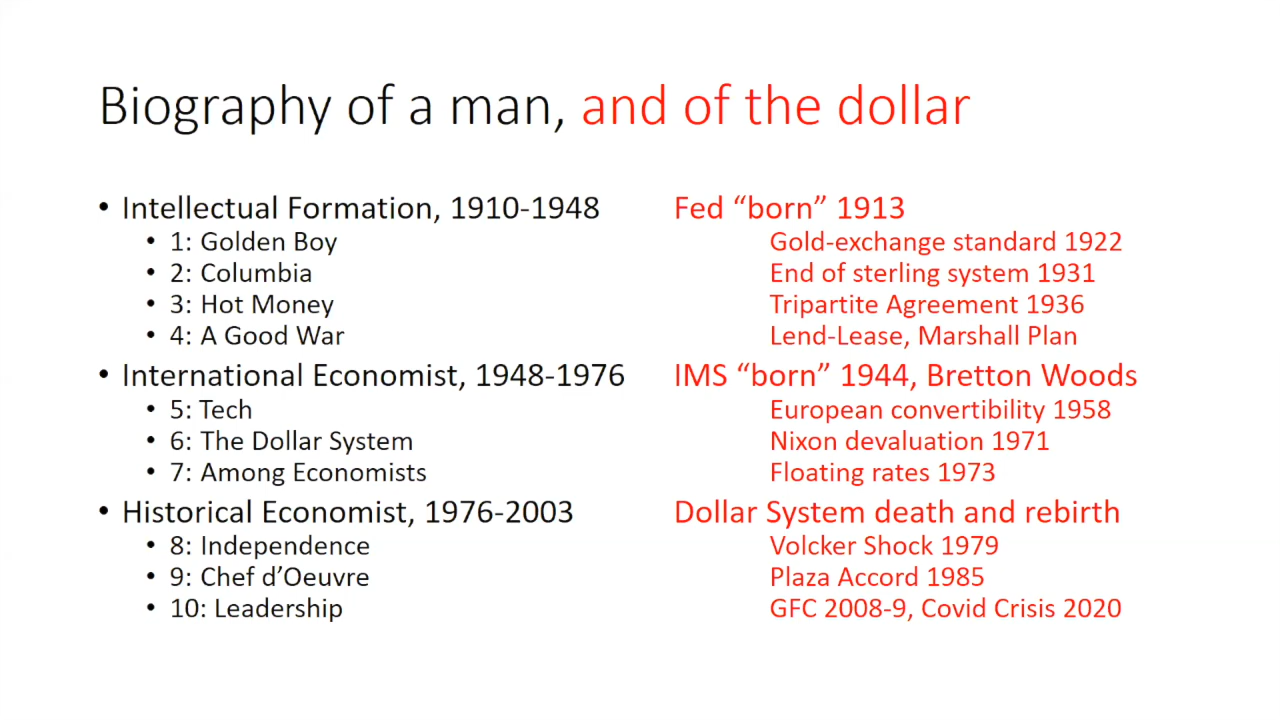 Biography of a man, and of the dollar
• Intellectual Formation, 1910-1948
• 1: Golden Boy
• 2: Columbia
• 3: Hot Money
• 4: A Good War
• International Economist, 1948-1976
• 5: Tech
• 6: The Dollar System
• 7: Among Economists
• Historical Economist, 1976-2003
• 8: Independence
• 9: Chef d’Oeuvre
• 10: Leadership
Fed “born” 1913
Gold-exchange standard 1922
End of sterling system 1931
Tripartite Agreement 1936
Lend-Lease, Marshall Plan
IMS “born” 1944, Bretton Woods
European convertibility 1958
Nixon devaluation 1971
Floating rates 1973
Dollar System death and rebirth
Volcker Shock 1979
Plaza Accord 1985
GFC 2008-9, Covid Crisis 2020